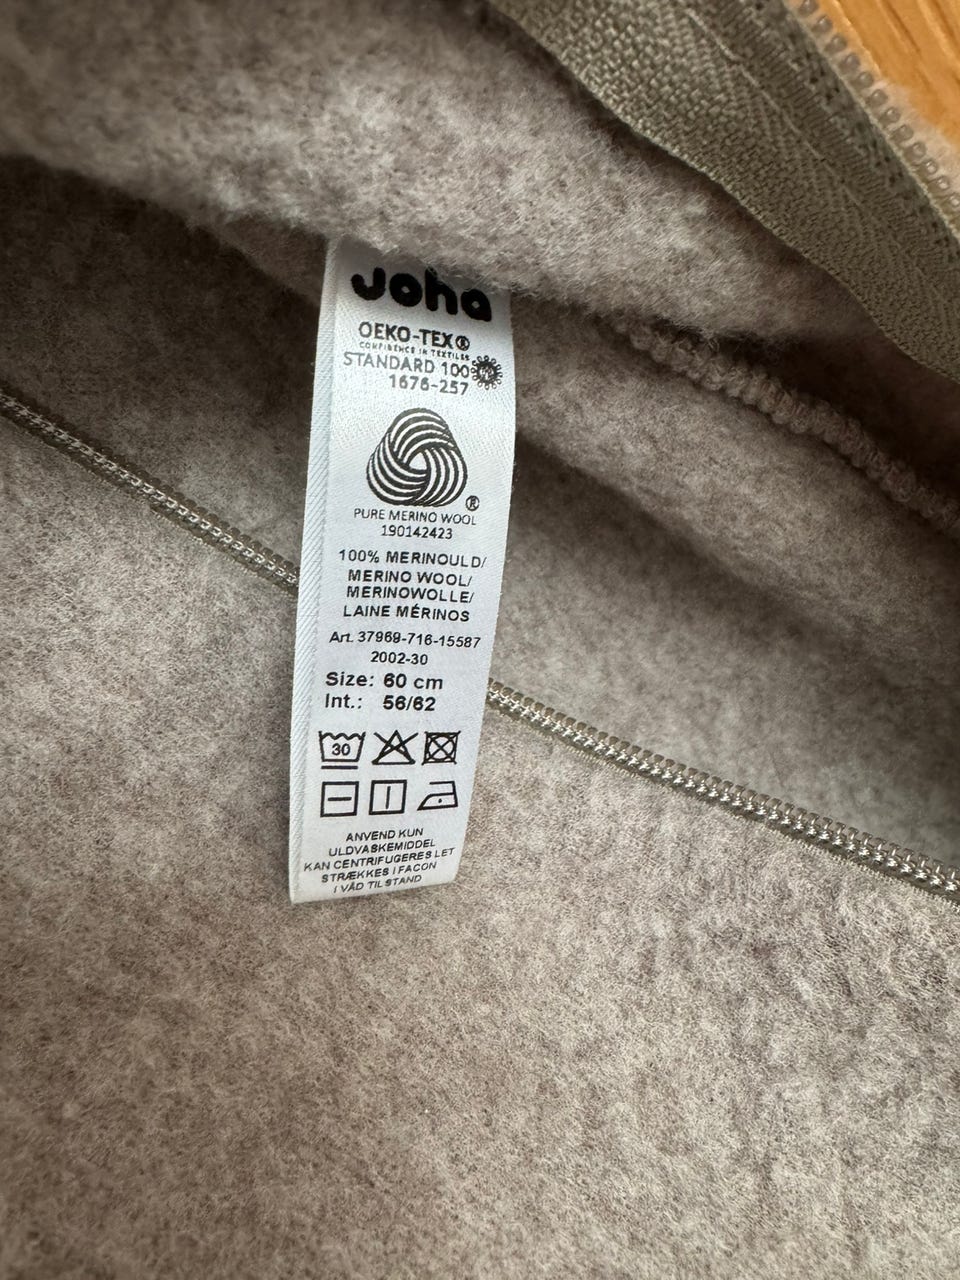 Joha
OEKO-TEX®
CONFIDENCE IN TEXTILES
STANDARD 100
1676-257
®
PURE MERINO WOOL
190142423
100% MERINOULD/
MERINO WOOL/
MERINOWOLLE/
LAINE MÉRINOS
Art. 37969-716-15587
2002-30
Size: 60 cm
Int.: 56/62
30
ANVEND KUN
ULDVASKEMIDDEL
KAN CENTRIFUGERES LET
STRÆKKES I FACON
I VÅD TILSTAND